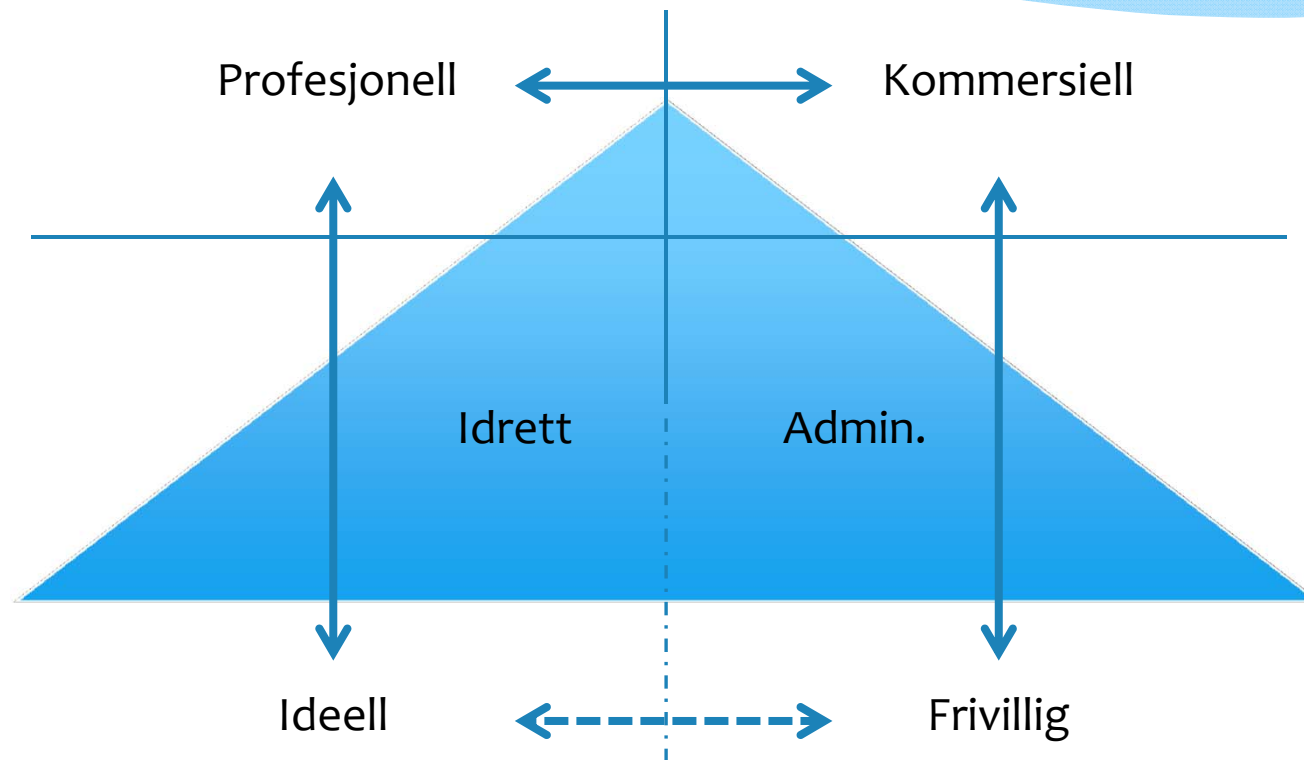 Profesjonell
Kommersiell
Idrett
Admin.
Ideell
Frivillig